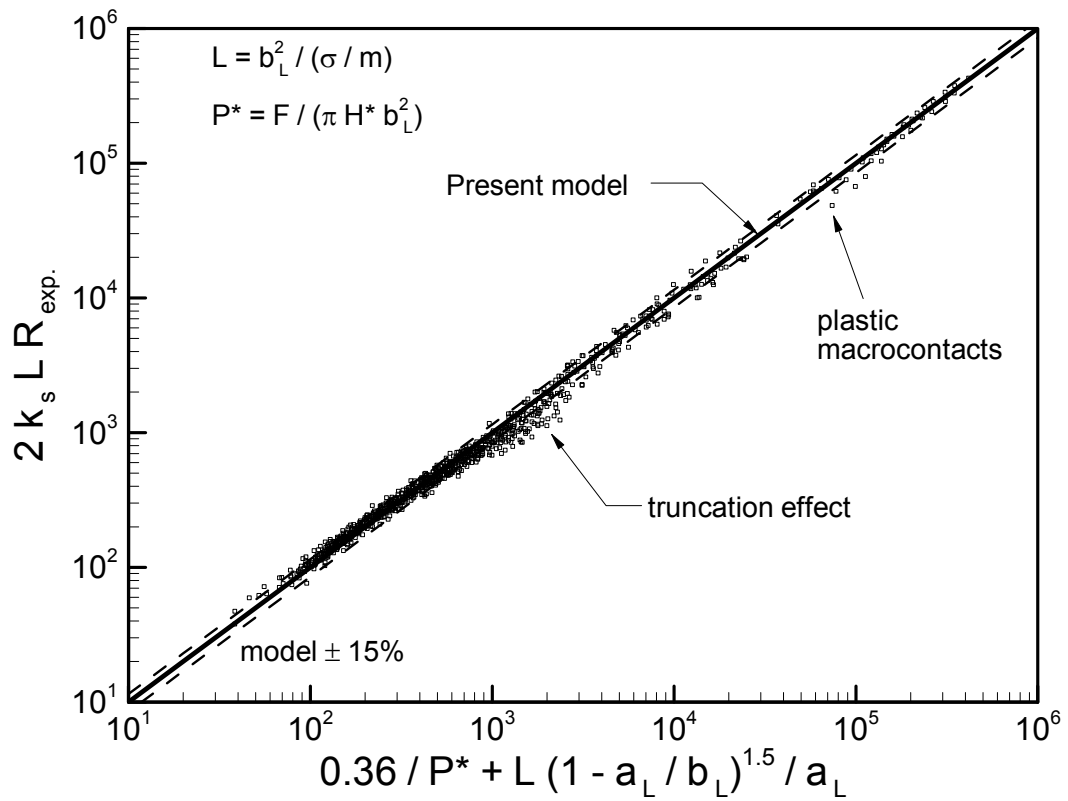 10^6
10^5
10^4
10^3
10^2
10^1
2 k_s L R_exp.
L = b_L^2 / (σ / m)
P* = F / (π H* b_L^2)
Present model
plastic
macrocontacts
truncation effect
model ± 15%
10^1 10^2 10^3 10^4 10^5 10^6
0.36 / P* + L (1 - a_L / b_L)^1.5 / a_L